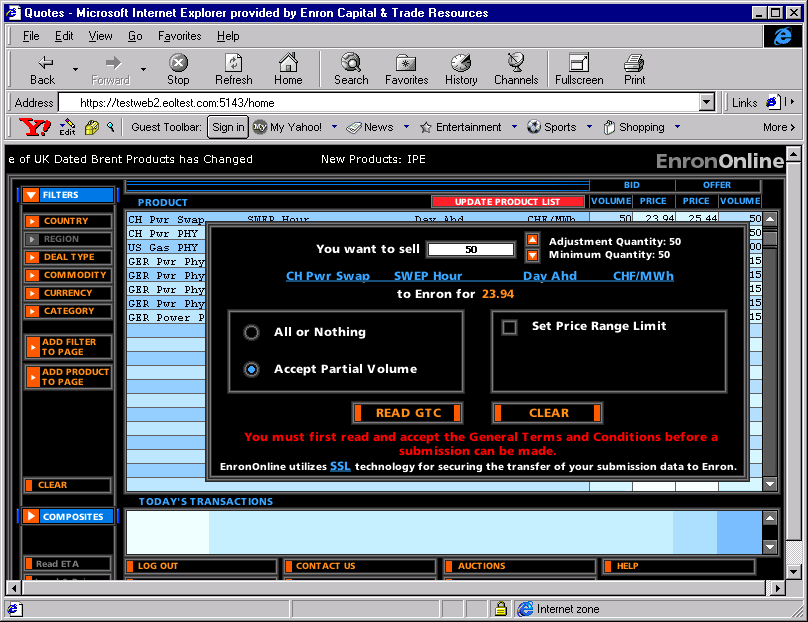 Quotes - Microsoft Internet Explorer provided by Enron Capital & Trade Resources
File Edit View Go Favorites Help
Back Forward Stop Refresh Home Search Favorites History Channels Fullscreen Print
Address https://testweb2.eoltest.com:5143/home Links
Y! Edit Guest Toolbar: Sign in My My Yahoo! News Entertainment Sports Shopping More
e of UK Dated Brent Products has Changed New Products: IPE EnronOnline
FILTERS
COUNTRY
REGION
DEAL TYPE
COMMODITY
CURRENCY
CATEGORY
ADD FILTER
TO PAGE
ADD PRODUCT
TO PAGE
CLEAR
COMPOSITES
Read ETA
BID OFFER
PRODUCT UPDATE PRODUCT LIST VOLUME PRICE PRICE VOLUME
CH Pwr Swap SWEP Hour Day Ahd CHF/MWh 50 23.94 25.44 50
CH Pwr PHY
US Gas PHY
GER Pwr Phy
GER Pwr Phy
GER Pwr Phy
GER Pwr Phy
GER Power P
You want to sell 50 Adjustment Quantity: 50
Minimum Quantity: 50
CH Pwr Swap SWEP Hour Day Ahd CHF/MWh
to Enron for 23.94
All or Nothing
Accept Partial Volume
Set Price Range Limit
READ GTC CLEAR
You must first read and accept the General Terms and Conditions before a
submission can be made.
EnronOnline utilizes SSL technology for securing the transfer of your submission data to Enron.
TODAY'S TRANSACTIONS
LOG OUT CONTACT US AUCTIONS HELP
Internet zone